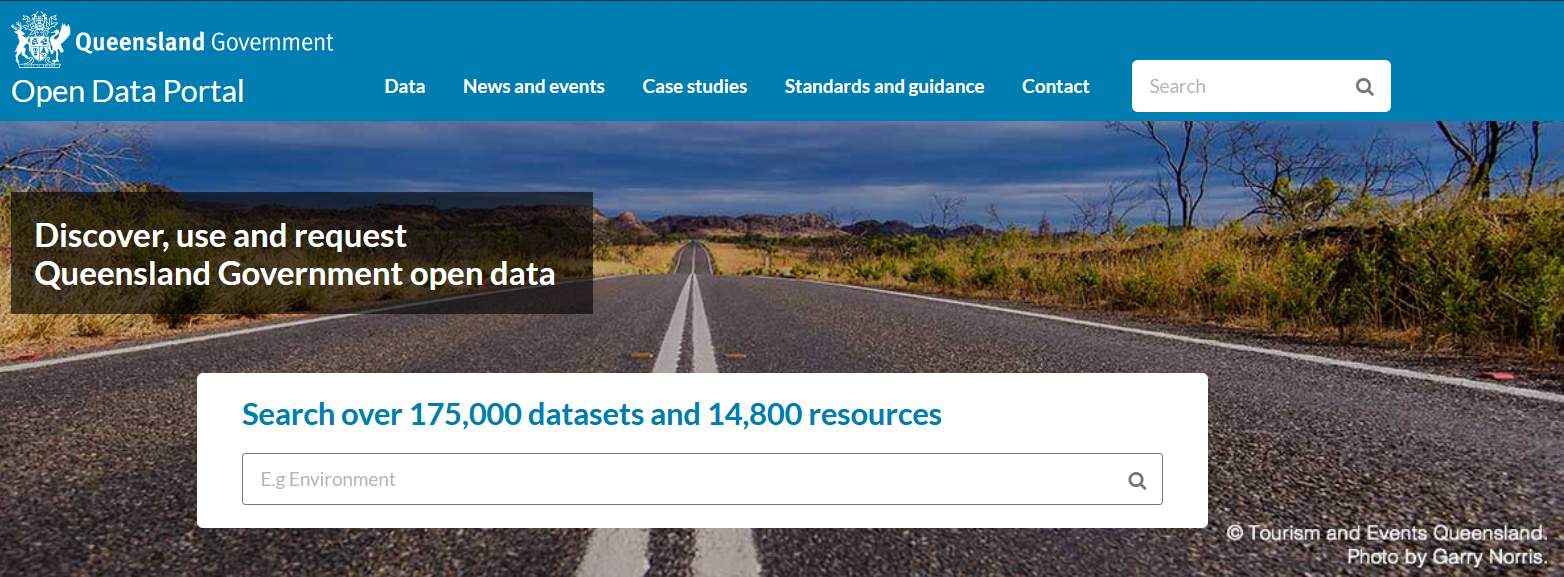 Queensland Government
Open Data Portal
Data
News and events
Case studies
Standards and guidance
Contact
Search
Discover, use and request
Queensland Government open data
Search over 175,000 datasets and 14,800 resources
E.g Environment
© Tourism and Events Queensland.
Photo by Garry Norris.